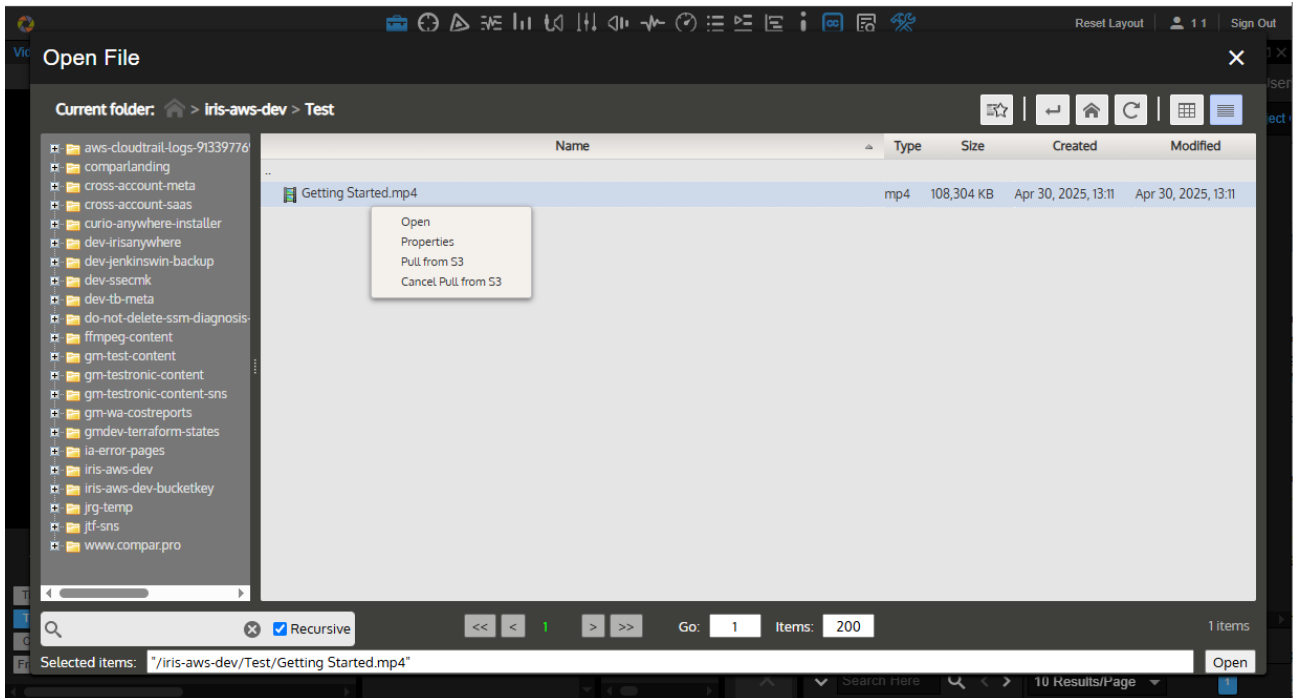 Reset Layout 1 1 Sign Out
Open File
Current folder: > iris-aws-dev > Test
Name Type Size Created Modified
..
Getting Started.mp4 mp4 108,304 KB Apr 30, 2025, 13:11 Apr 30, 2025, 13:11
Open
Properties
Pull from S3
Cancel Pull from S3
aws-cloudtrail-logs-91339776
comparlanding
cross-account-meta
cross-account-saas
curio-anywhere-installer
dev-irisanywhere
dev-jenkinswin-backup
dev-ssecmk
dev-tb-meta
do-not-delete-ssm-diagnosis-
ffmpeg-content
gm-test-content
gm-testronic-content
gm-testronic-content-sns
gm-wa-costreports
gmdev-terraform-states
ia-error-pages
iris-aws-dev
iris-aws-dev-bucketkey
jrg-temp
jtf-sns
www.compar.pro
Recursive << < 1 > >> Go: 1 Items: 200 1 items
Selected items: "/iris-aws-dev/Test/Getting Started.mp4" Open
Search Here 10 Results/Page 1